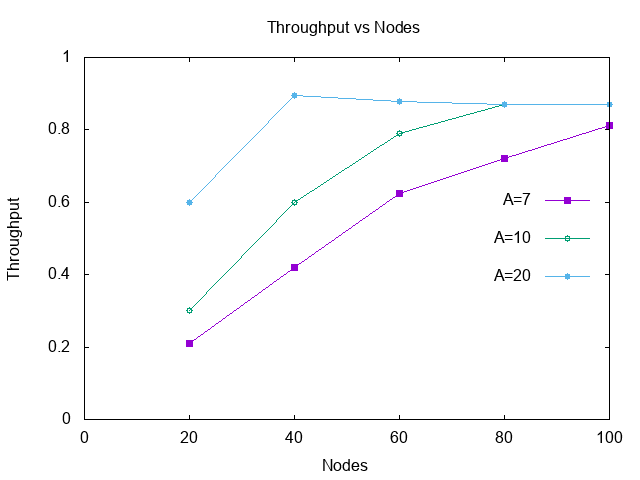 Throughput vs Nodes
1
0.8
0.6
0.4
0.2
0
Throughput
A=7
A=10
A=20
0 20 40 60 80 100
Nodes